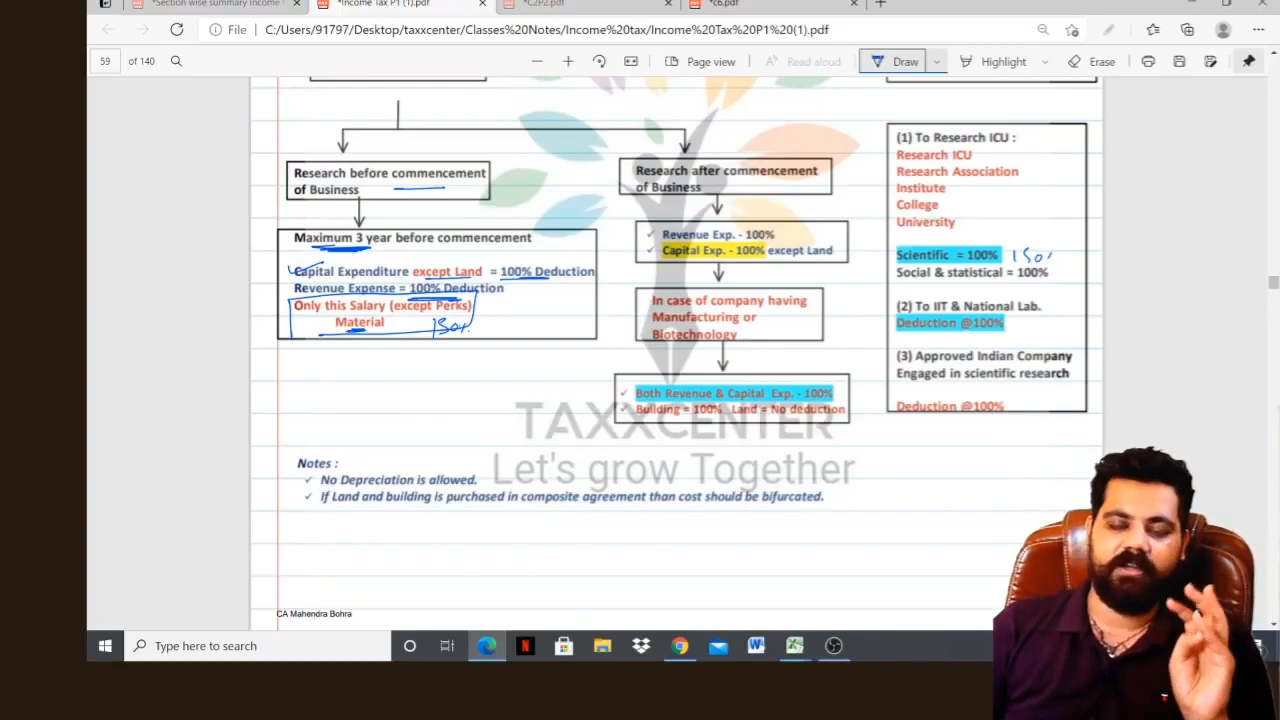 *Section wise summary Income
*Income Tax P1 (1).pdf
*C2P2.pdf
*c6.pdf
File
C:/Users/91797/Desktop/taxxcenter/Classes%20Notes/Income%20tax/Income%20Tax%20P1%20(1).pdf
59 of 140
Page view
Read aloud
Draw
Highlight
Erase
Research before commencement
of Business
Maximum 3 year before commencement
Capital Expenditure except Land = 100% Deduction
Revenue Expense = 100% Deduction
Only this Salary (except Perks)
Material
150%
Research after commencement
of Business
Revenue Exp. - 100%
Capital Exp. - 100% except Land
In case of company having
Manufacturing or
Biotechnology
Both Revenue & Capital Exp. - 100%
Building = 100% Land = No deduction
(1) To Research ICU :
Research ICU
Research Association
Institute
College
University
Scientific = 100%
Social & statistical = 100%
(2) To IIT & National Lab.
Deduction @100%
(3) Approved Indian Company
Engaged in scientific research
Deduction @100%
TAXXCENTER
Let's grow Together
Notes :
No Depreciation is allowed.
If Land and building is purchased in composite agreement than cost should be bifurcated.
CA Mahendra Bohra
Type here to search